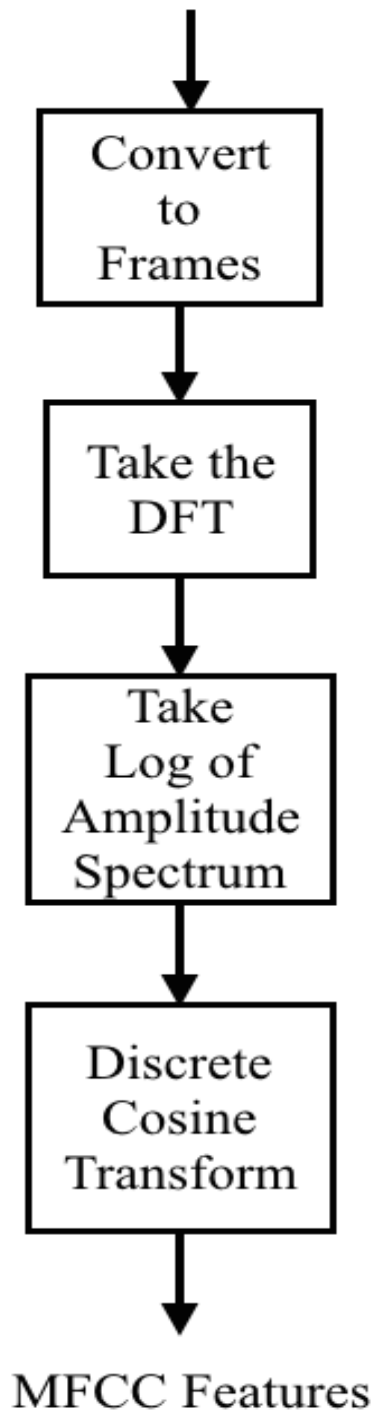 Convert
to
Frames
Take the
DFT
Take
Log of
Amplitude
Spectrum
Discrete
Cosine
Transform
MFCC Features